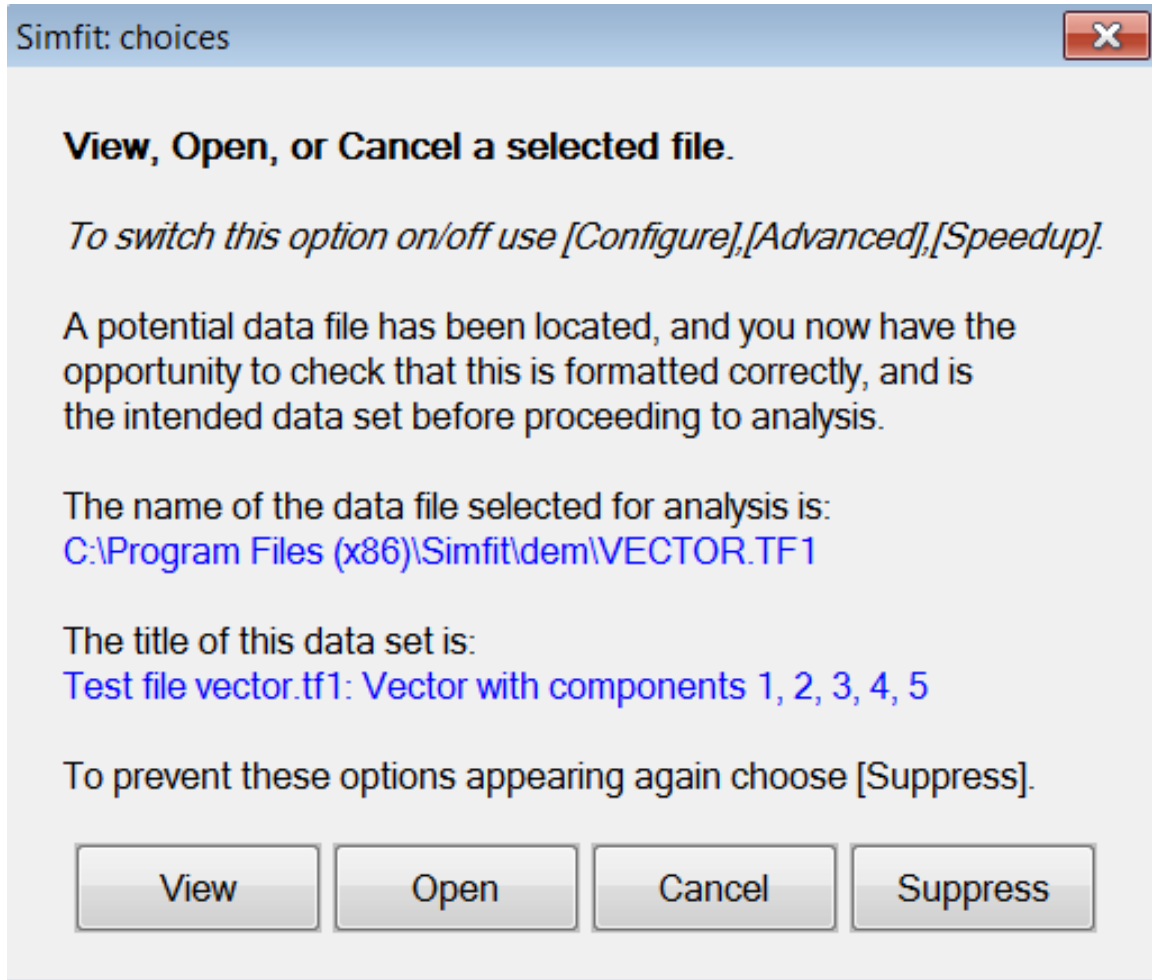 Simfit: choices
View, Open, or Cancel a selected file.
To switch this option on/off use [Configure],[Advanced],[Speedup].
A potential data file has been located, and you now have the
opportunity to check that this is formatted correctly, and is
the intended data set before proceeding to analysis.
The name of the data file selected for analysis is:
C:\Program Files (x86)\Simfit\dem\VECTOR.TF1
The title of this data set is:
Test file vector.tf1: Vector with components 1, 2, 3, 4, 5
To prevent these options appearing again choose [Suppress].
View Open Cancel Suppress